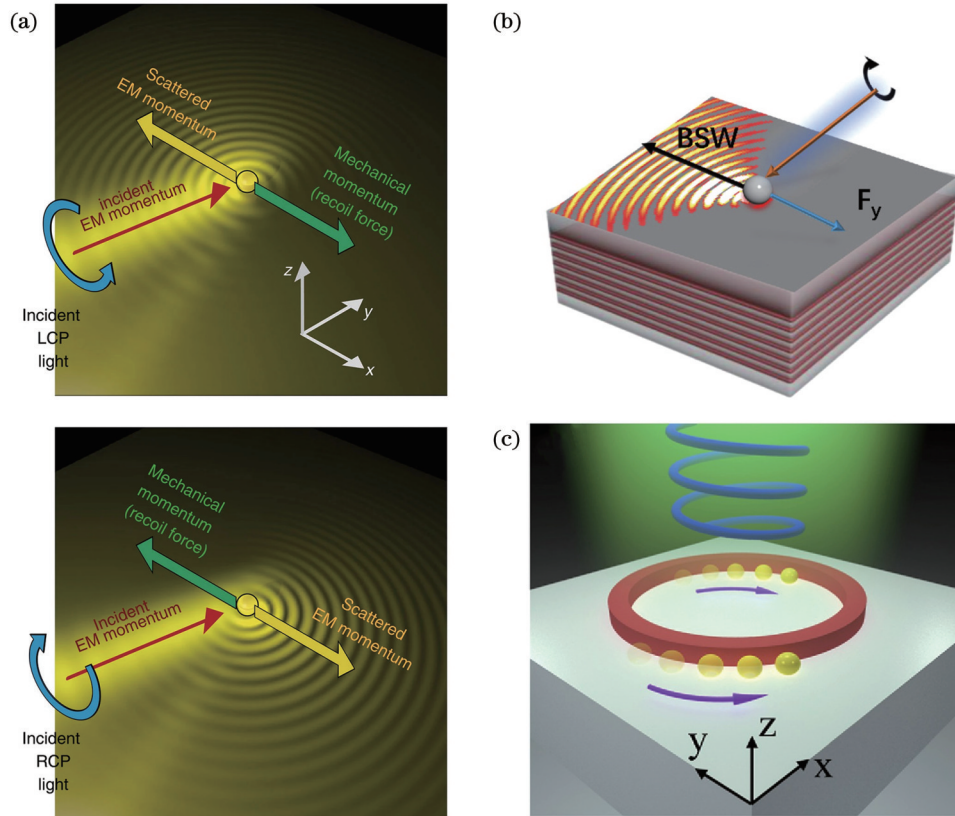 (a)
Scattered
EM momentum
incident
EM momentum
Mechanical
momentum
(recoil force)
Incident
LCP
light
z
y
x
Mechanical
momentum
(recoil force)
Incident
EM momentum
Scattered
EM momentum
Incident
RCP
light
(b)
BSW
Fy
(c)
y
z
x